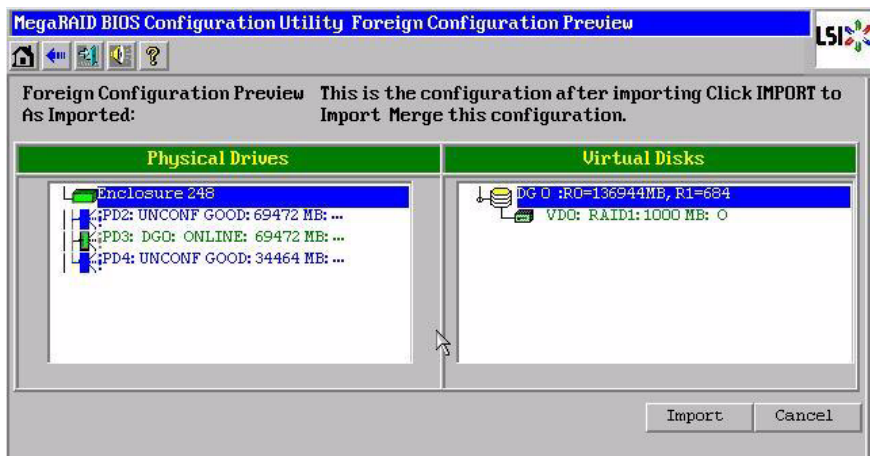 MegaRAID BIOS Configuration Utility Foreign Configuration Preview
LSI
?
Foreign Configuration Preview This is the configuration after importing Click IMPORT to
As Imported: Import Merge this configuration.
Physical Drives
Enclosure 248
PD2: UNCONF GOOD: 69472 MB: ...
PD3: DG0: ONLINE: 69472 MB: ...
PD4: UNCONF GOOD: 34464 MB: ...
Virtual Disks
DG 0 :R0=136944MB, R1=684
VD0: RAID1: 1000 MB: O
Import
Cancel